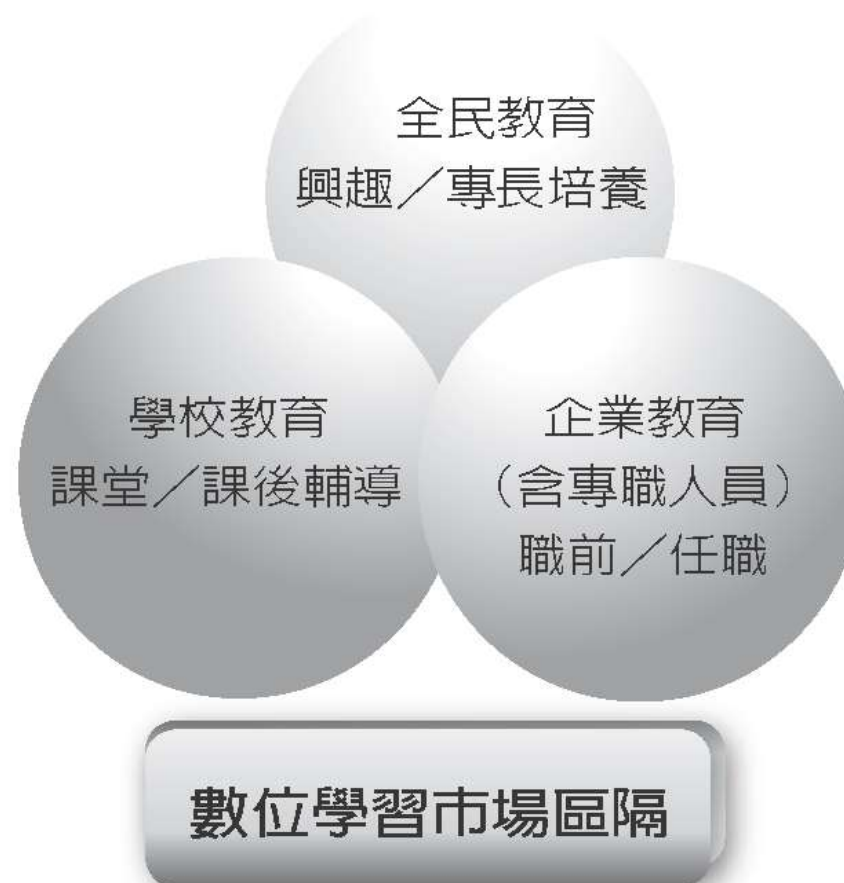 全民教育
興趣／專長培養
學校教育
課堂／課後輔導
企業教育
（含專職人員）
職前／任職
數位學習市場區隔